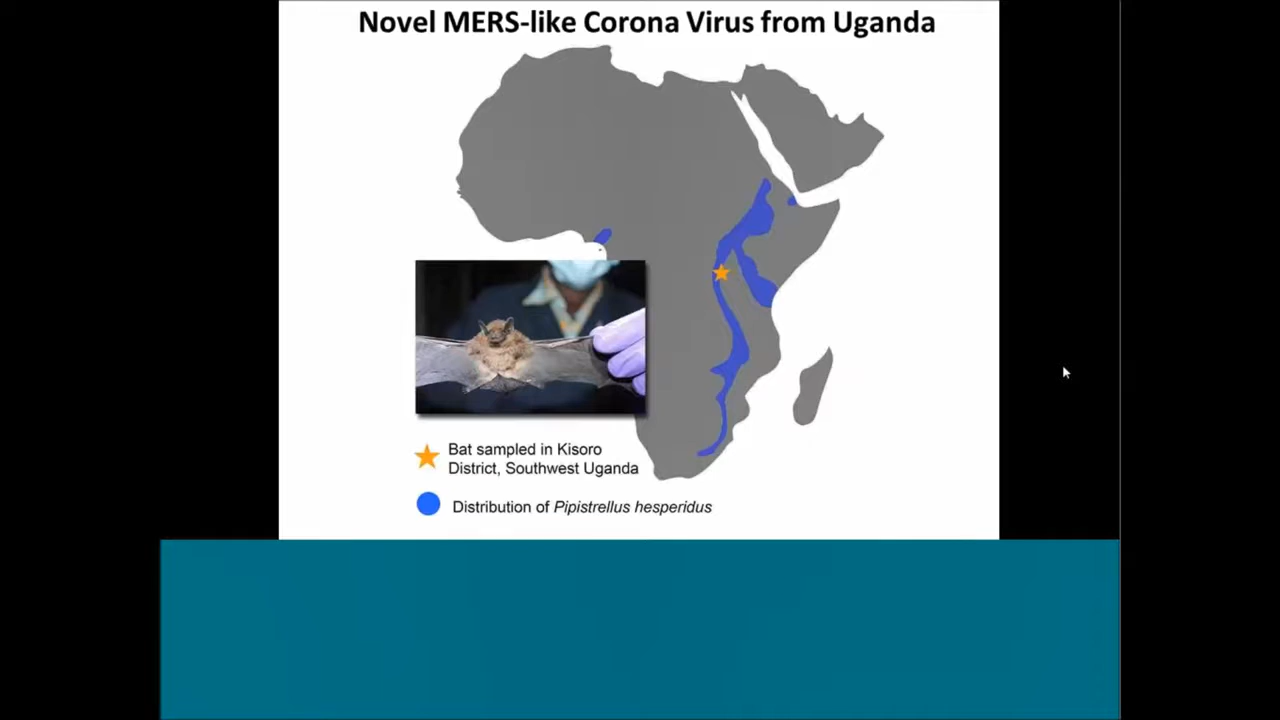 Novel MERS-like Corona Virus from Uganda
Bat sampled in Kisoro
District, Southwest Uganda
Distribution of Pipistrellus hesperidus